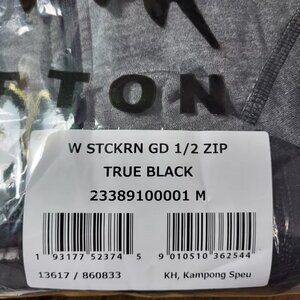 TTON
W STCKRN GD 1/2 ZIP
TRUE BLACK
23389100001 M
1 93177 52374 5
9 010510 362544
13617 / 860833
KH, Kampong Speu